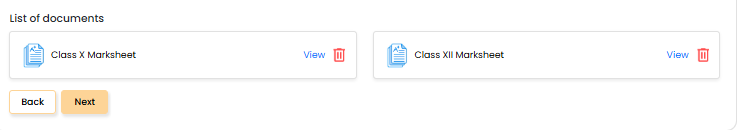 List of documents
Class X Marksheet View
Class XII Marksheet View
Back Next